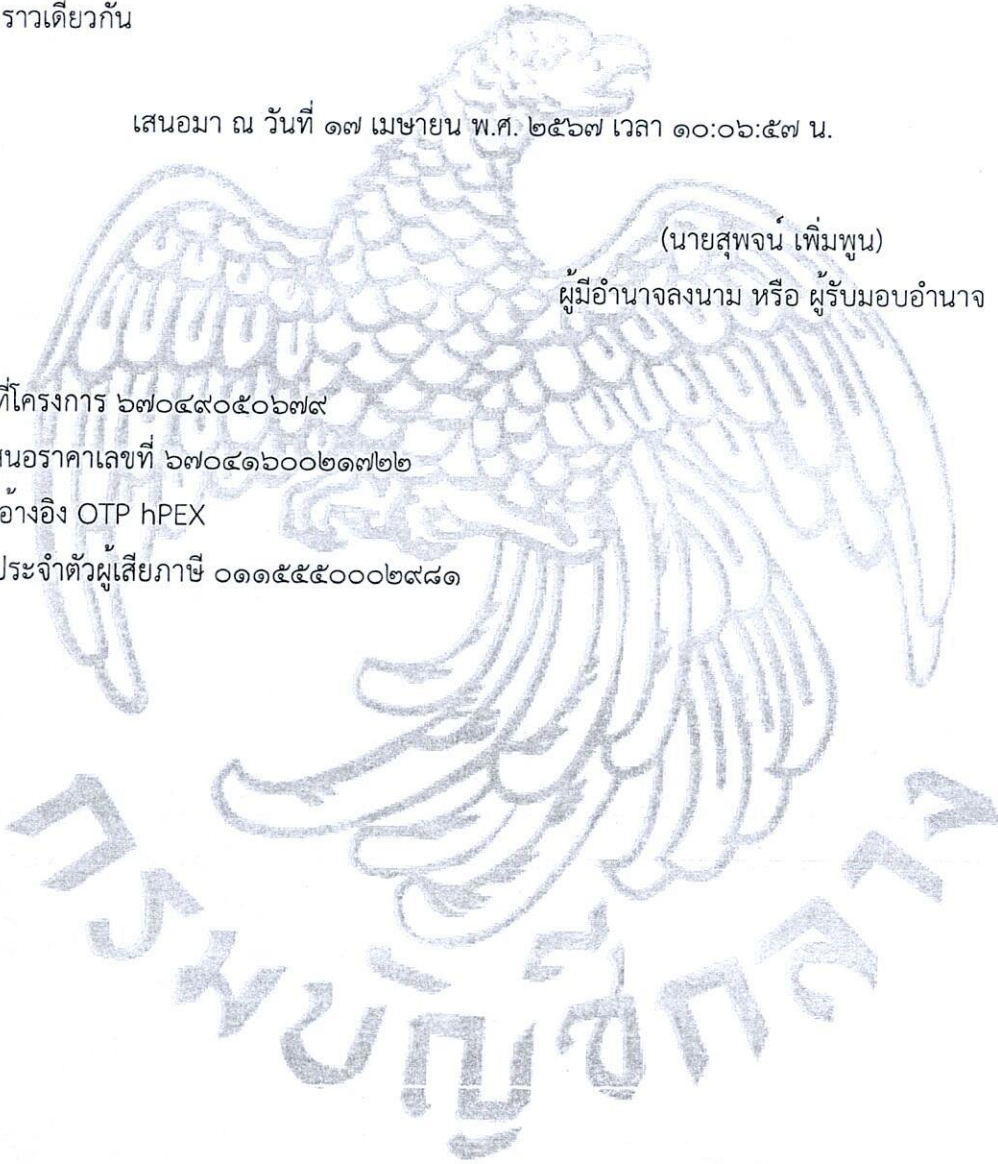 ราวเดียวกัน
เสนอมา ณ วันที่ ๑๗ เมษายน พ.ศ. ๒๕๖๗ เวลา ๑๐:๐๖:๕๗ น.
(นายสุพจน์ เพิ่มพูน)
ผู้มีอำนาจลงนาม หรือ ผู้รับมอบอำนาจ
ที่โครงการ ๖๗๐๔๙๐๕๐๖๗๙
สนอราคาเลขที่ ๖๗๐๔๑๖๐๐๒๑๗๒๒
อ้างอิง OTP hPEX
ประจำตัวผู้เสียภาษี ๐๑๑๕๕๕๐๐๐๒๙๘๑
กรมบัญชีกลาง